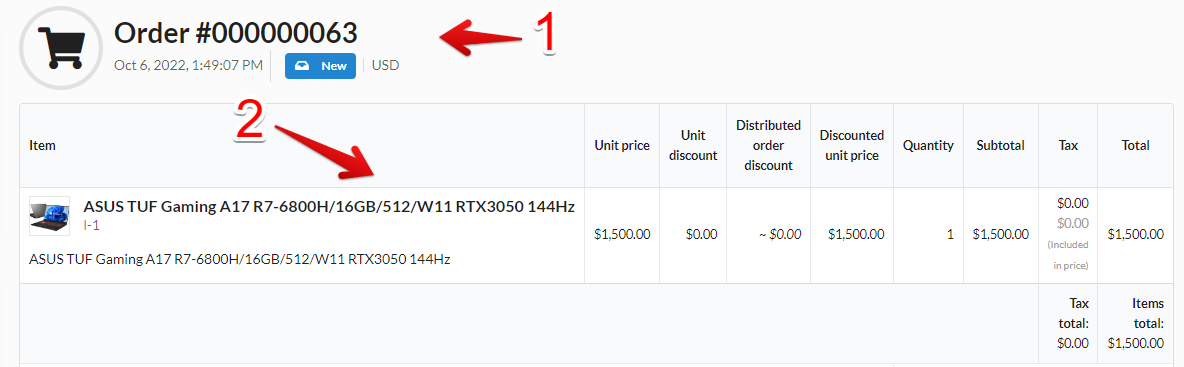 Order #000000063
1
Oct 6, 2022, 1:49:07 PM New USD
2
Item Unit price Unit discount Distributed order discount Discounted unit price Quantity Subtotal Tax Total
ASUS TUF Gaming A17 R7-6800H/16GB/512/W11 RTX3050 144Hz
I-1
ASUS TUF Gaming A17 R7-6800H/16GB/512/W11 RTX3050 144Hz
$1,500.00 $0.00 ~ $0.00 $1,500.00 1 $1,500.00
$0.00
$0.00
(Included
in price)
$1,500.00
Tax total: $0.00
Items total: $1,500.00